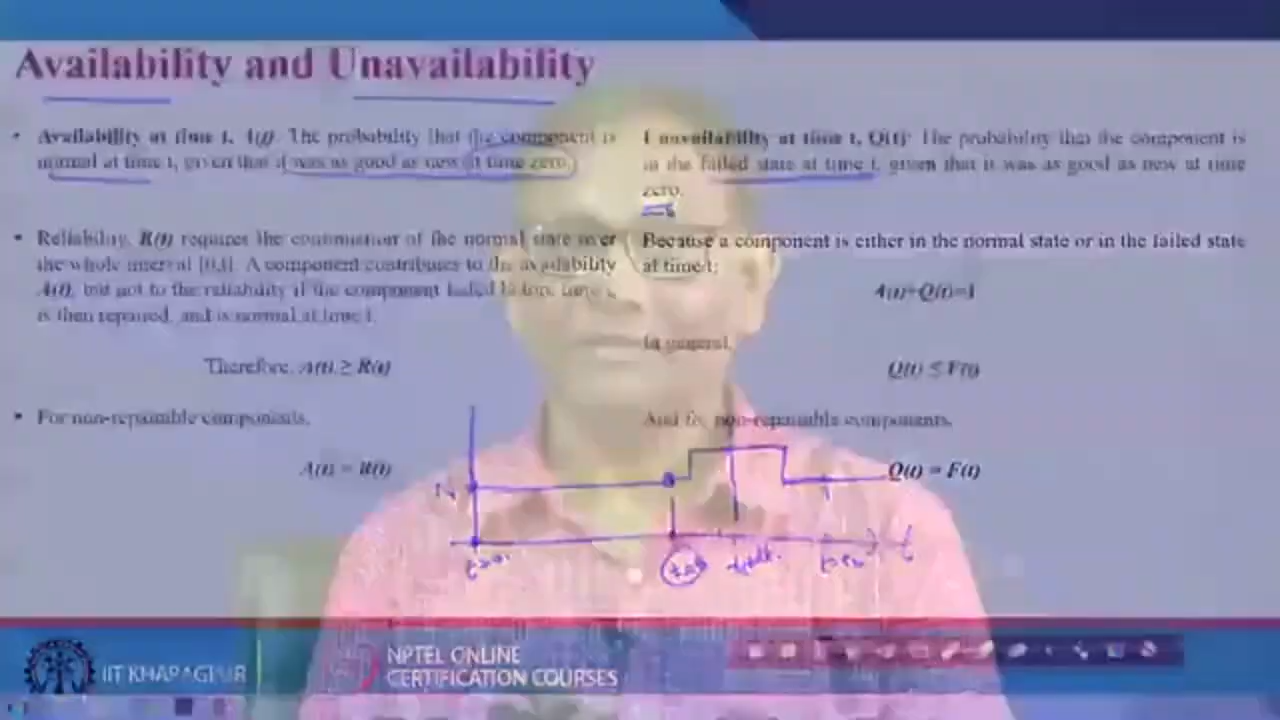 Availability and Unavailability
• Availability at time t, A(t): The probability that the component is
normal at time t, given that it was as good as new at time zero.
• Reliability, R(t) requires the continuation of the normal state over
the whole interval [0,t]. A component contributes to the availability
A(t), but not to the reliability if the component failed before time t,
is then repaired, and is normal at time t.
Therefore, A(t) ≥ R(t)
• For non-repairable components,
A(t) = R(t)
Unavailability at time t, Q(t): The probability that the component is
in the failed state at time t, given that it was as good as new at time
zero.
Because a component is either in the normal state or in the failed state
at time t:
A(t)+Q(t)=1
In general,
Q(t) ≤ F(t)
And for non-repairable components,
Q(t) = F(t)
N
t=0
t
IIT KHARAGPUR
NPTEL ONLINE
CERTIFICATION COURSES